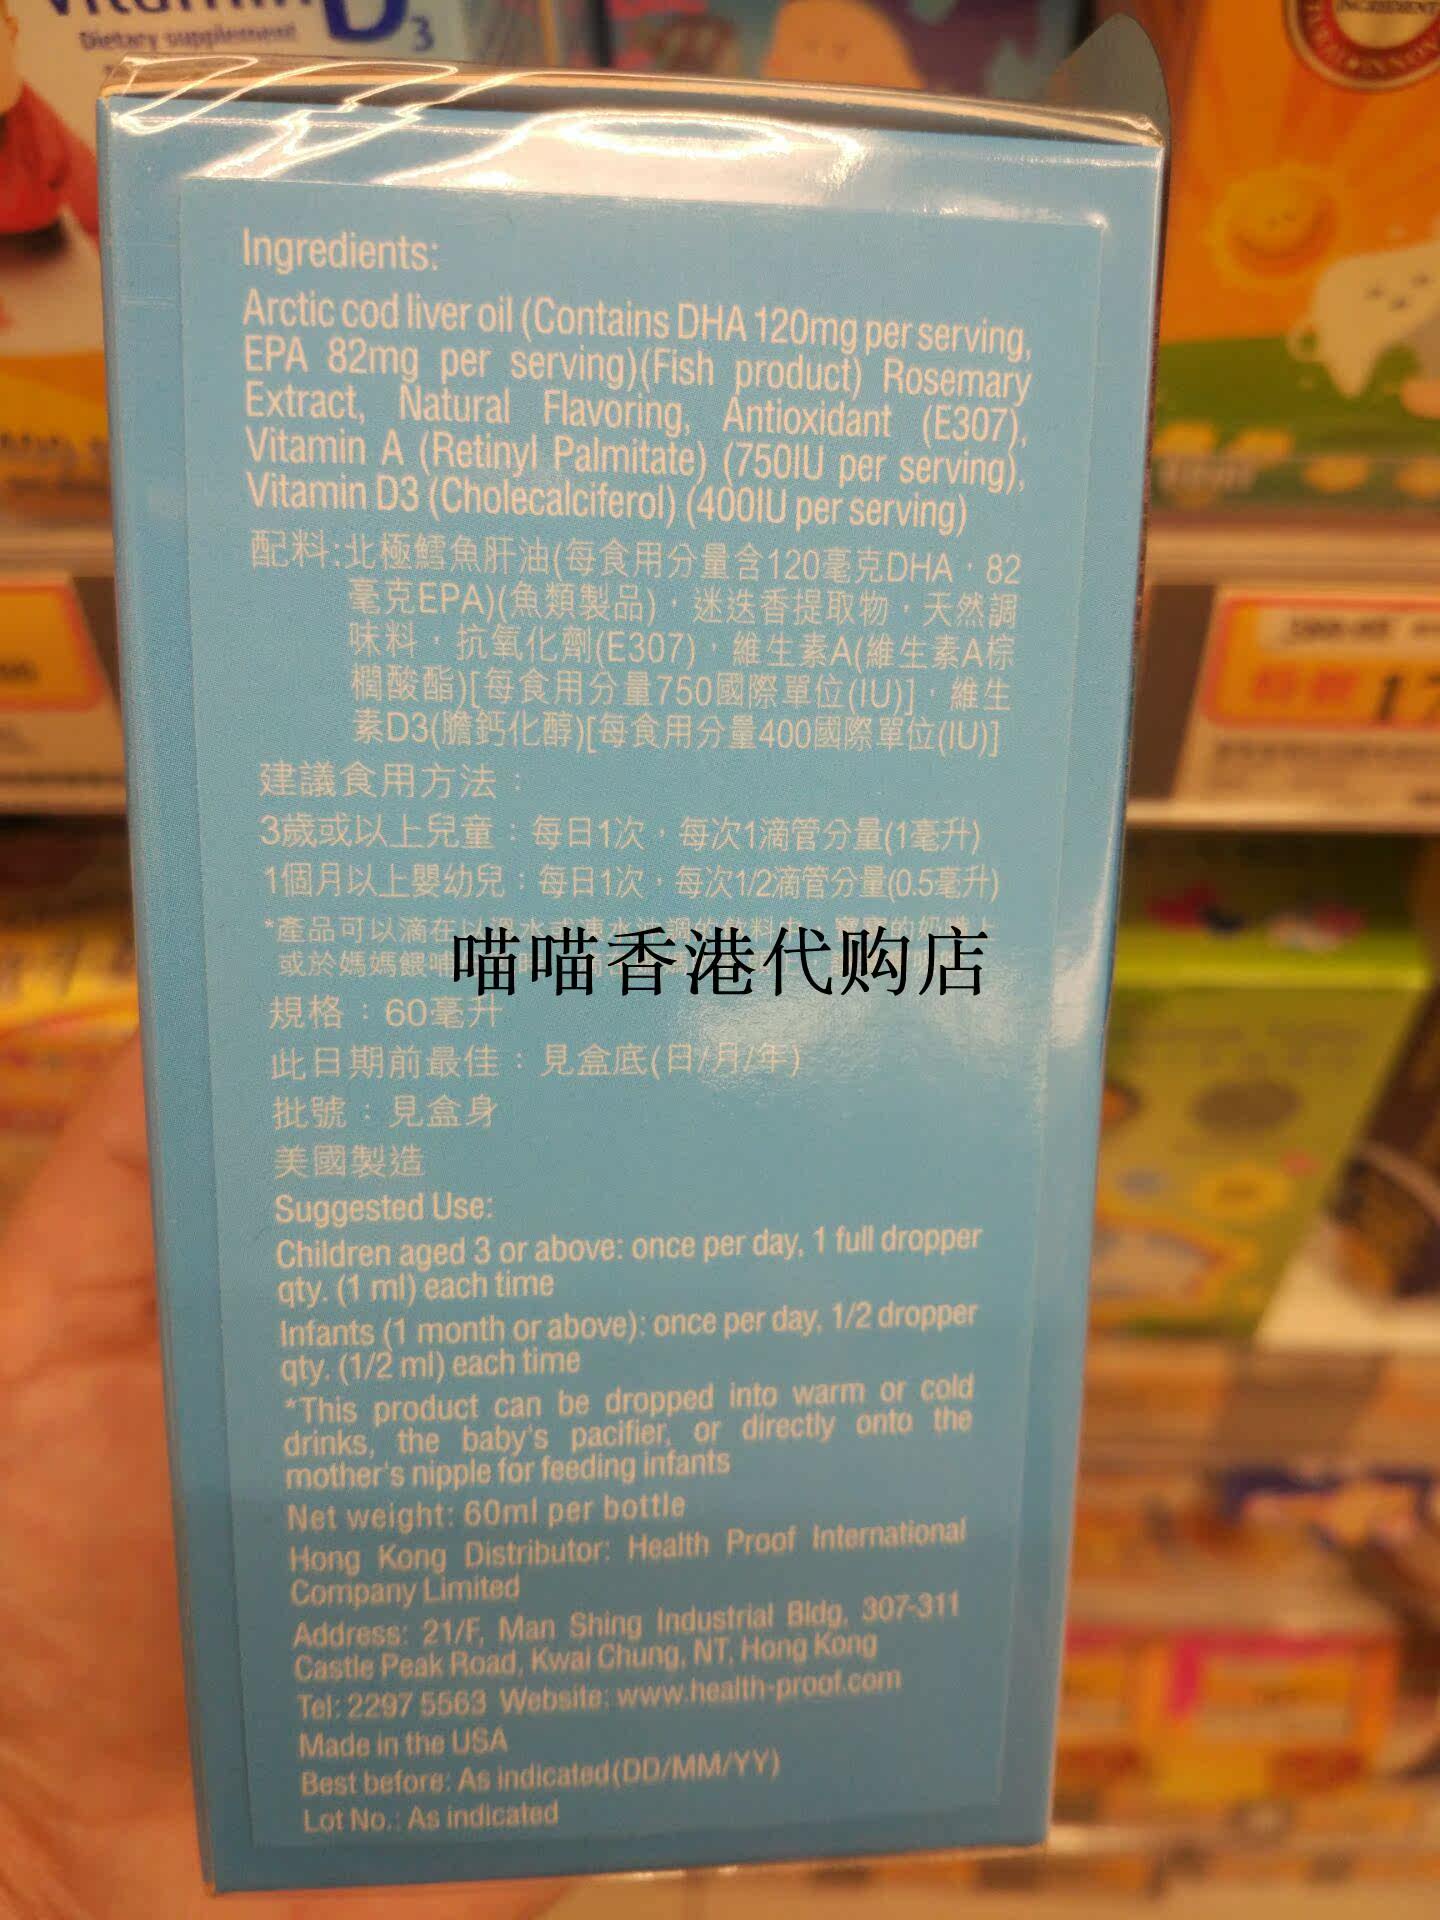 Vitamin D3
Dietary supplement
Ingredients:
Arctic cod liver oil (Contains DHA 120mg per serving,
EPA 82mg per serving)(Fish product) Rosemary
Extract, Natural Flavoring, Antioxidant (E307),
Vitamin A (Retinyl Palmitate) (750IU per serving),
Vitamin D3 (Cholecalciferol) (400IU per serving)
配料:北極鱈魚肝油(每食用分量含120毫克DHA，82
毫克EPA)(魚類製品)，迷迭香提取物，天然調
味料，抗氧化劑(E307)，維生素A(維生素A棕
櫚酸酯)[每食用分量750國際單位(IU)]，維生
素D3(膽鈣化醇)[每食用分量400國際單位(IU)]
建議食用方法：
3歲或以上兒童：每日1次，每次1滴管分量(1毫升)
1個月以上嬰幼兒：每日1次，每次1/2滴管分量(0.5毫升)
*產品可以滴在以
或於媽媽餵哺
喵喵香港代购店
規格：60毫升
此日期前最佳：見盒底(日/月/年)
批號：見盒身
美國製造
Suggested Use:
Children aged 3 or above: once per day, 1 full dropper
qty. (1 ml) each time
Infants (1 month or above): once per day, 1/2 dropper
qty. (1/2 ml) each time
*This product can be dropped into warm or cold
drinks, the baby's pacifier, or directly onto the
mother's nipple for feeding infants
Net weight: 60ml per bottle
Hong Kong Distributor: Health Proof International
Company Limited
Address: 21/F, Man Shing Industrial Bldg, 307-311
Castle Peak Road, Kwai Chung, NT, Hong Kong
Tel: 2297 5563 Website: www.health-proof.com
Made in the USA
Best before: As indicated(DD/MM/YY)
Lot No.: As indicated